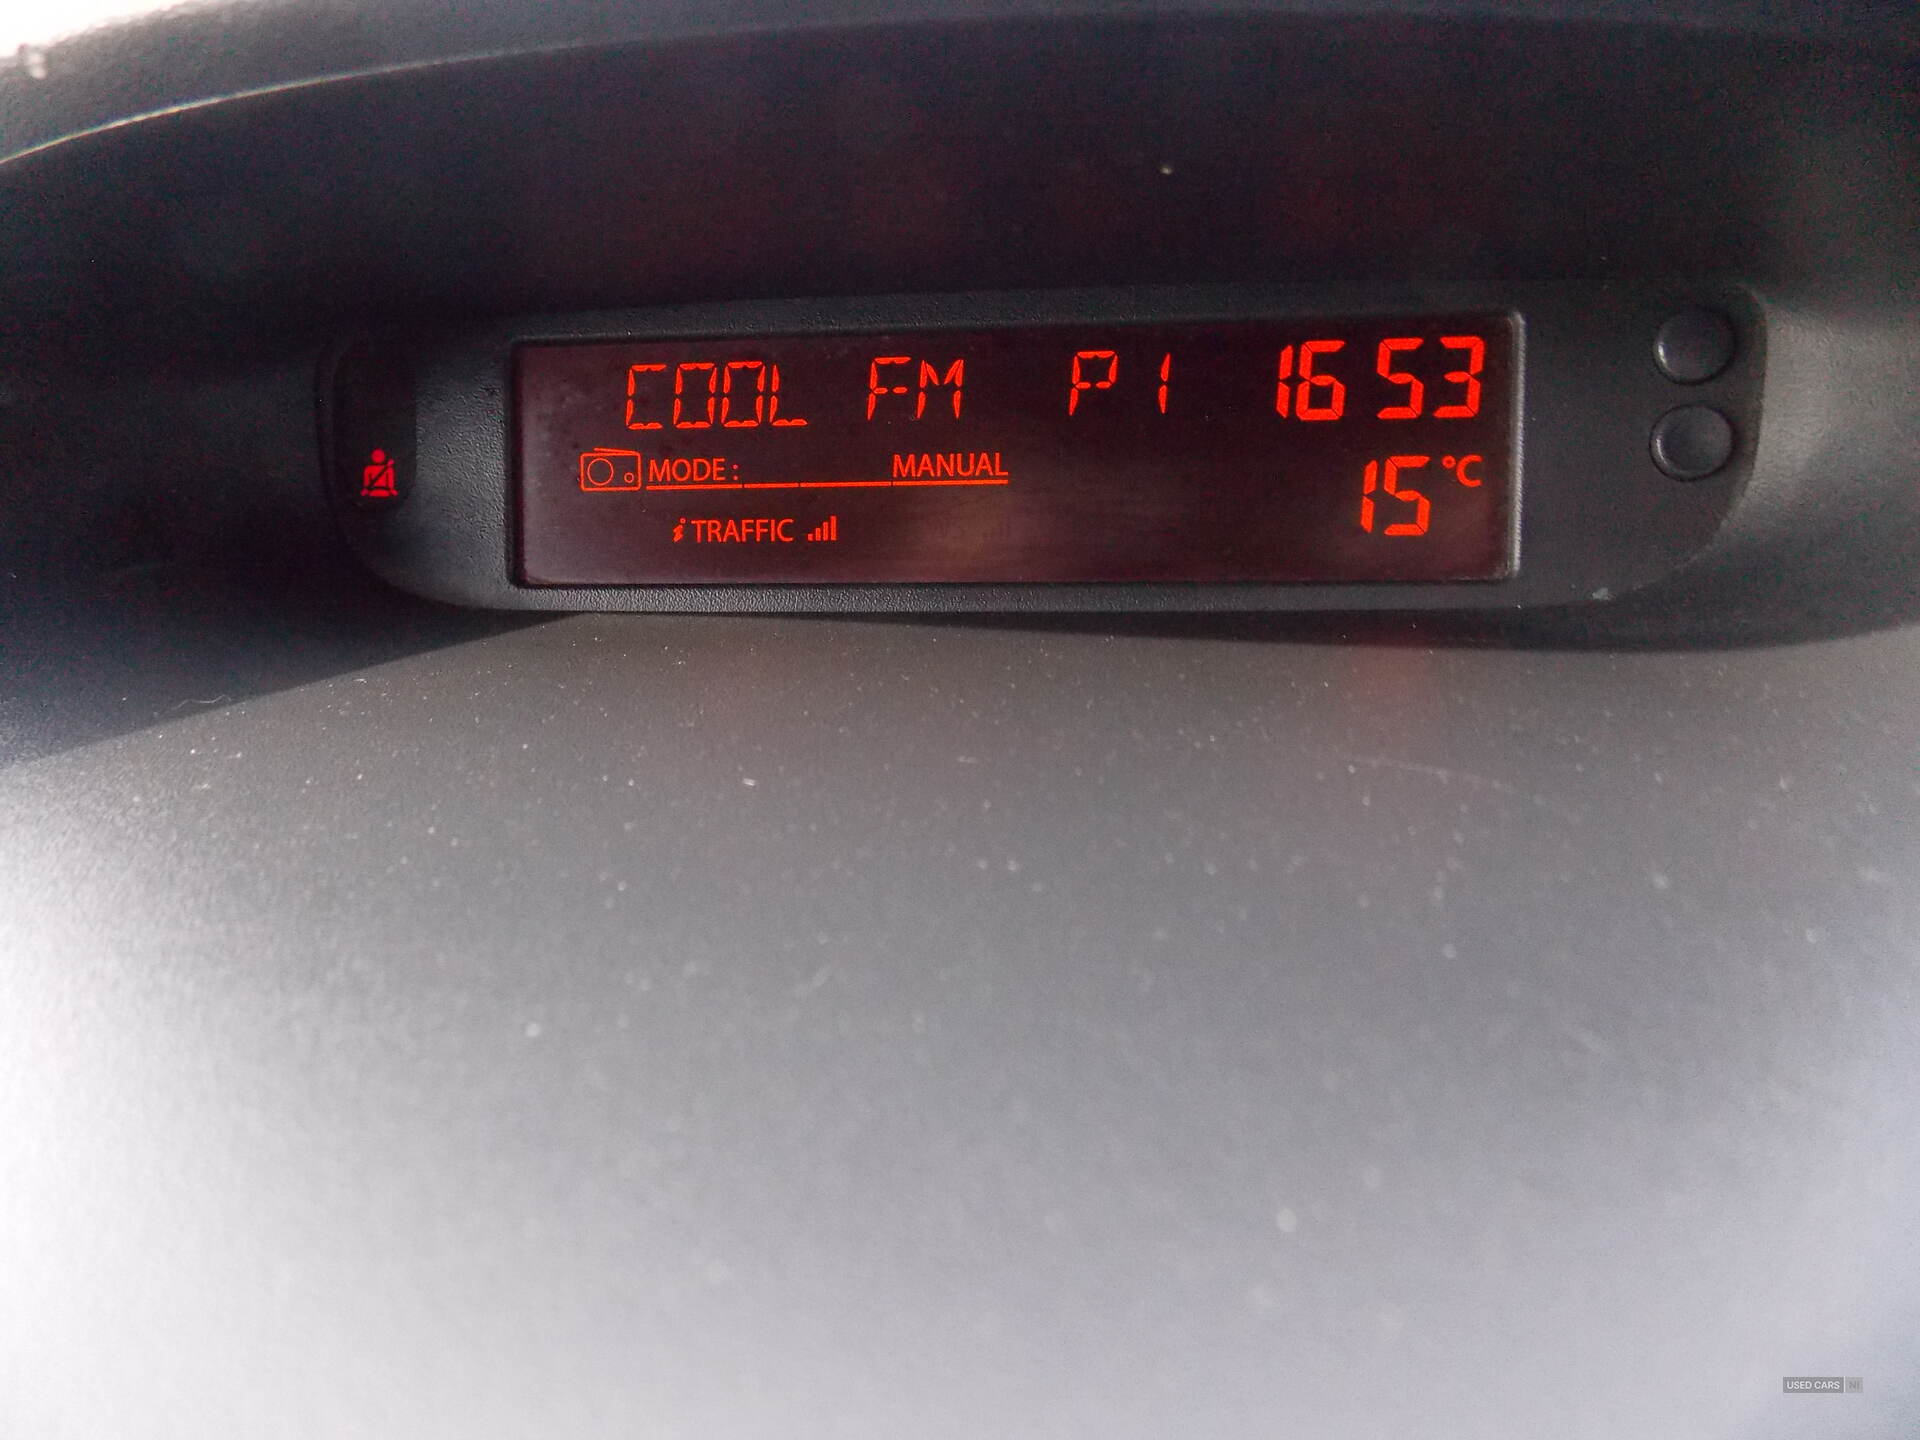 COOL FM P1 16 53
MODE: MANUAL
15 °C
i TRAFFIC
USED CARS NI